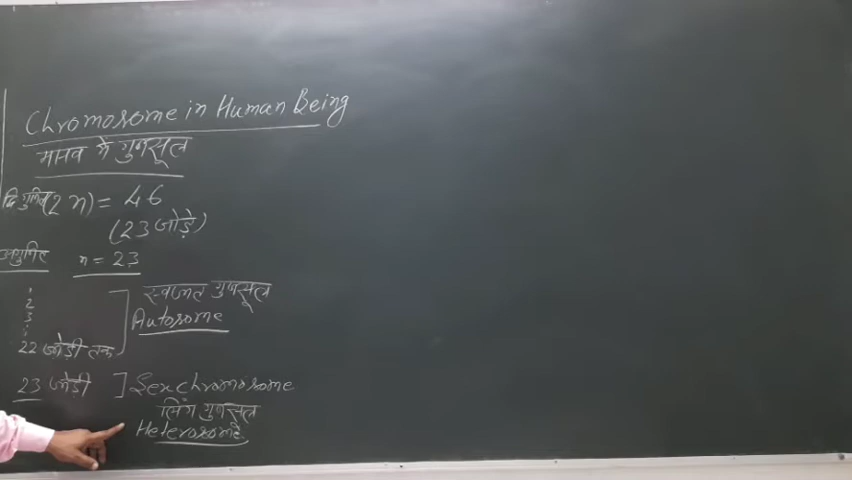 Chromosome in Human Being
मानव में गुणसूत्र
द्विगुणित (2n) = 46
(23 जोड़े)
अगुणित n = 23
1
2
3
22 जोड़ी तक
स्वजात गुणसूत्र
Autosome
23 जोड़ी ] Sex chromosome
लिंग गुणसूत्र
Heterosome